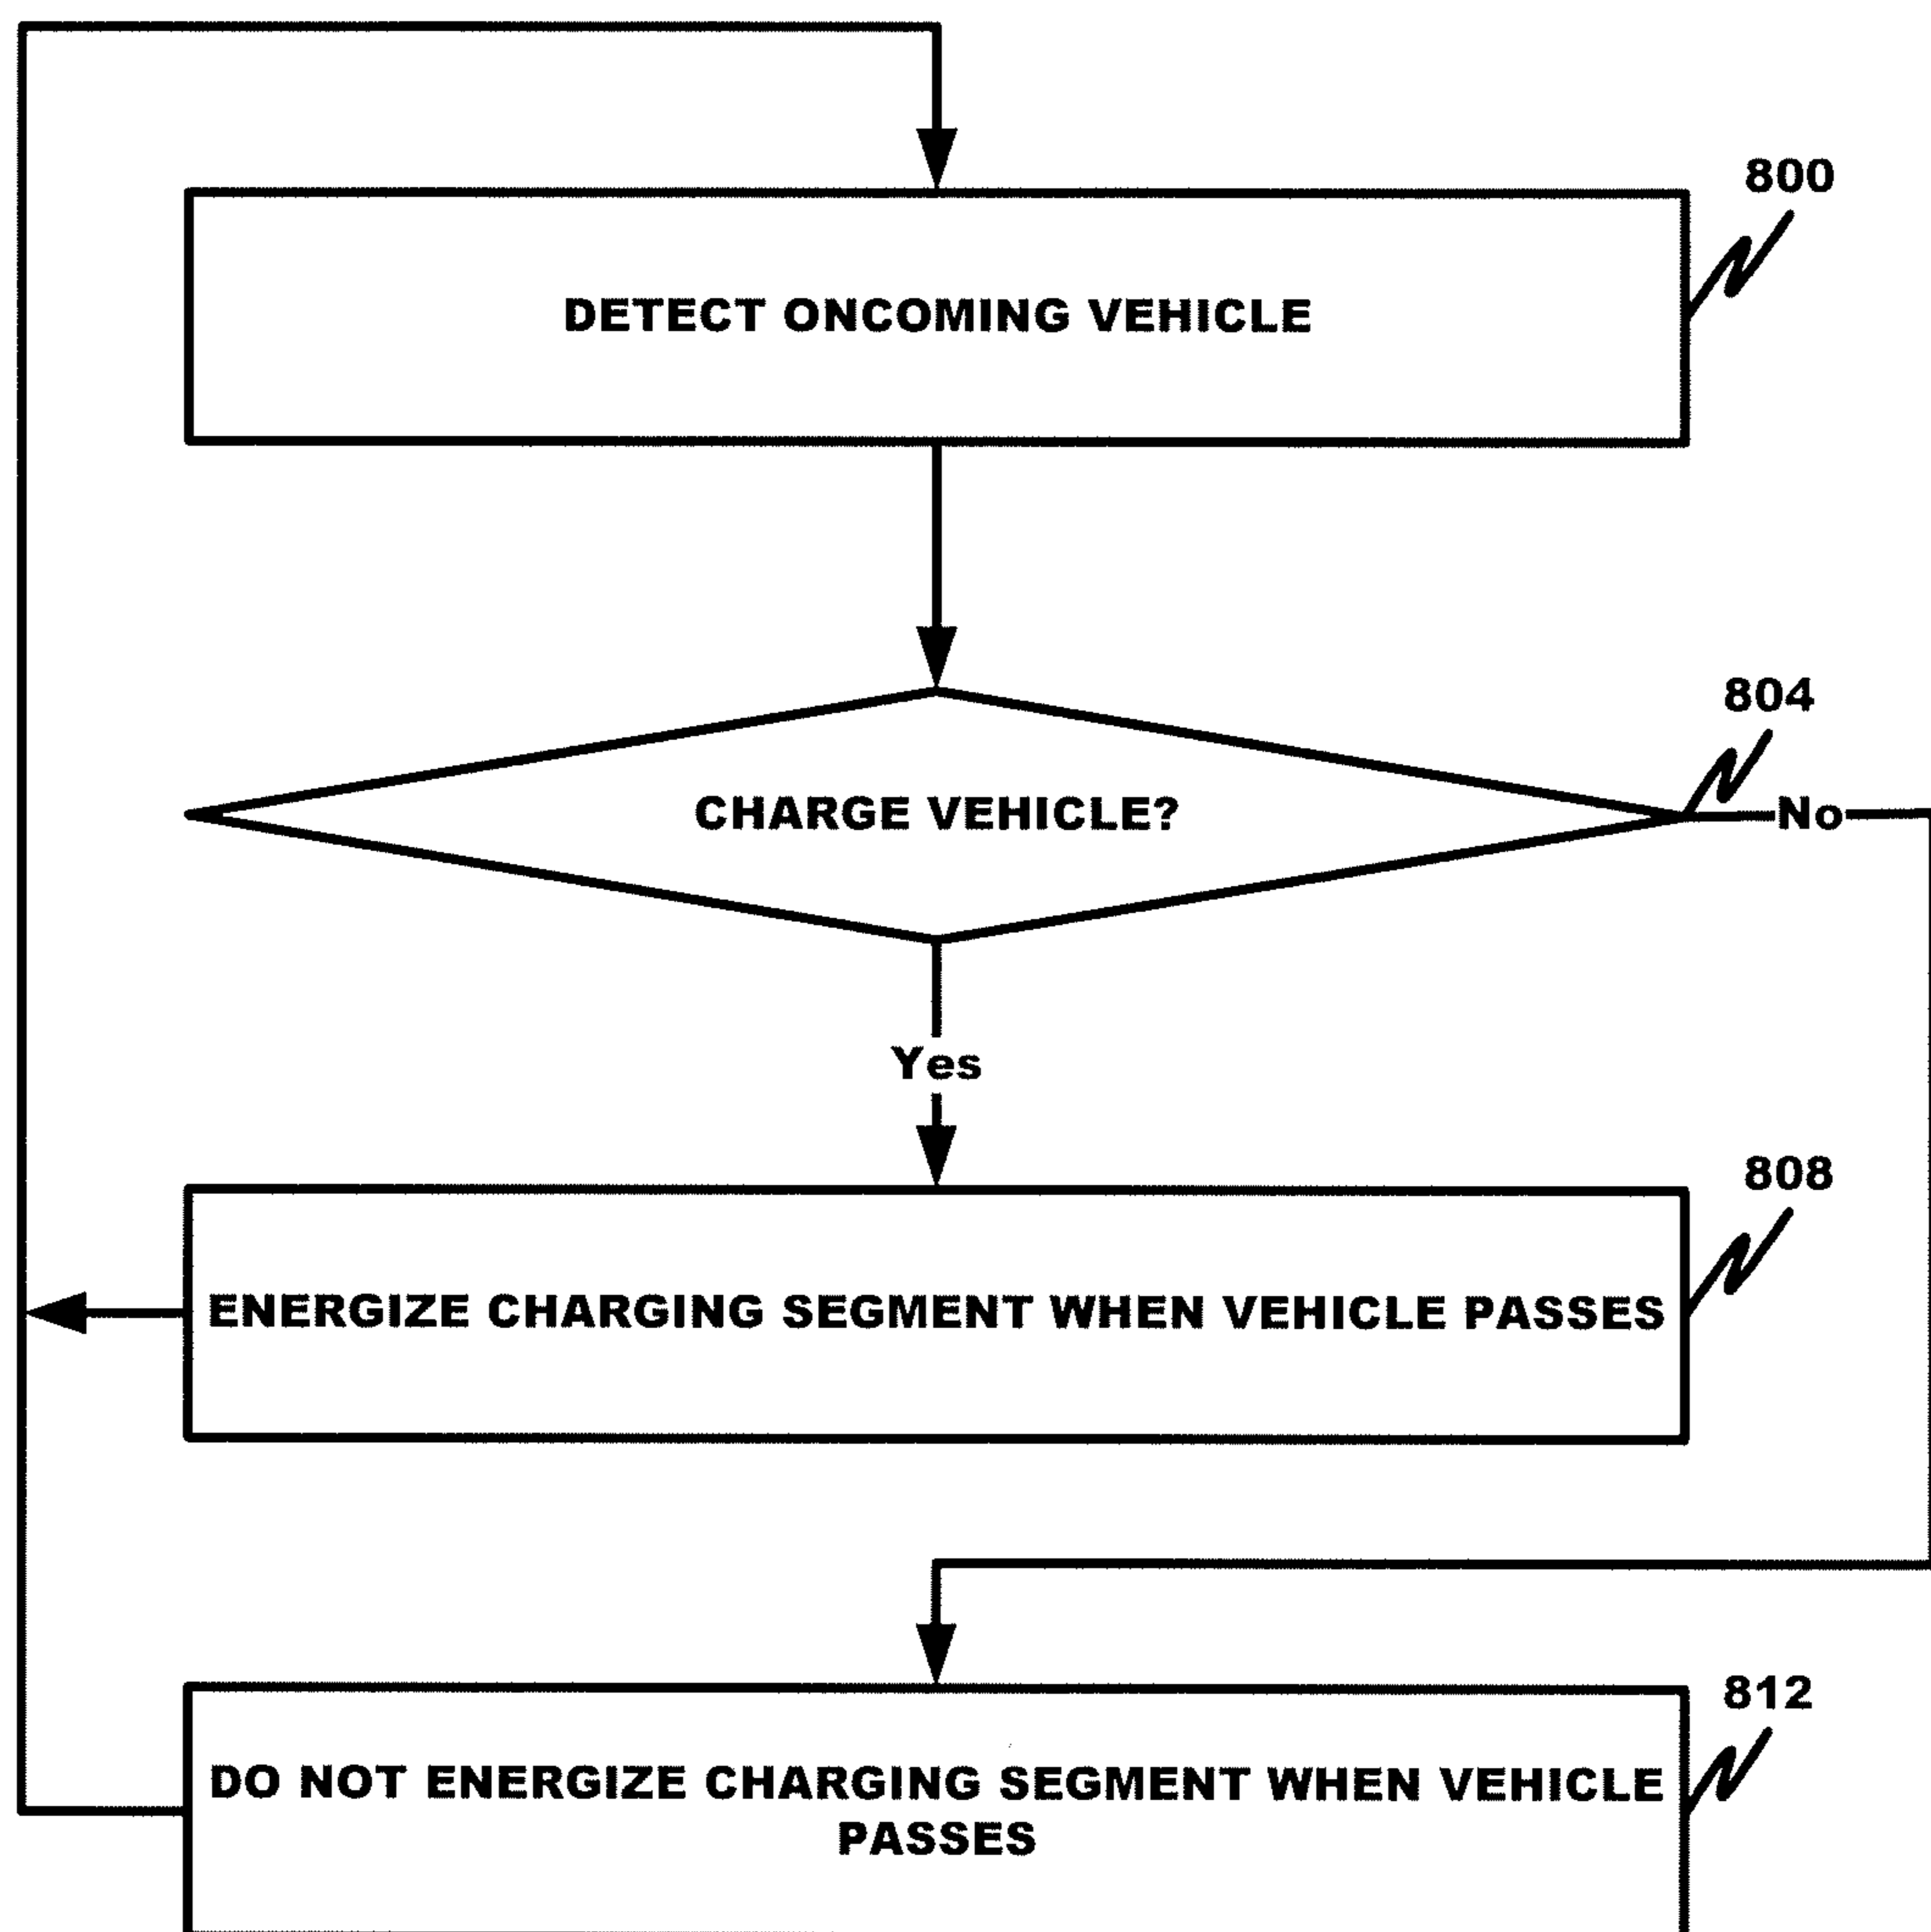 800
DETECT ONCOMING VEHICLE
804
CHARGE VEHICLE?
No
Yes
808
ENERGIZE CHARGING SEGMENT WHEN VEHICLE PASSES
812
DO NOT ENERGIZE CHARGING SEGMENT WHEN VEHICLE
PASSES